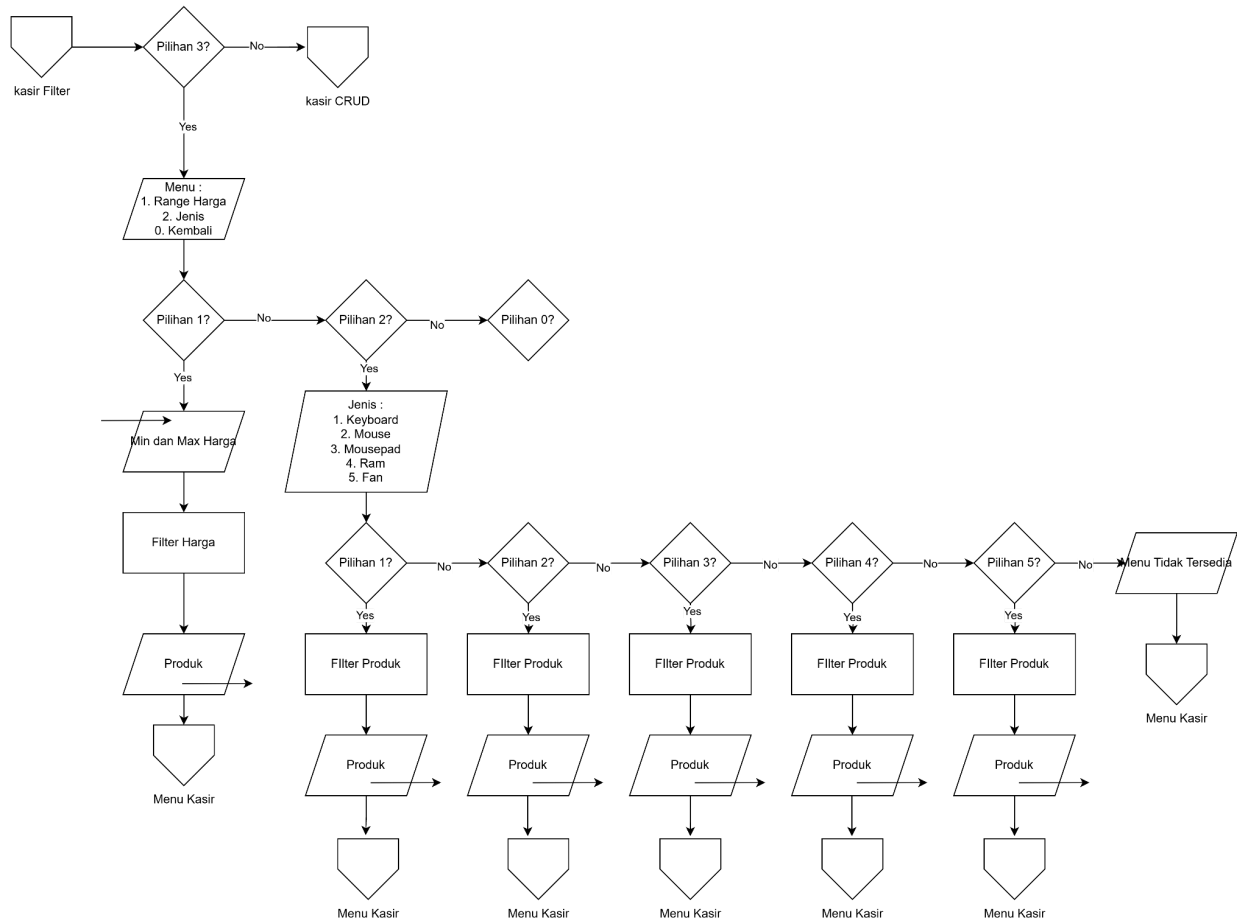 Pilihan 3?
No
kasir Filter
kasir CRUD
Yes
Menu :
1. Range Harga
2. Jenis
0. Kembali
Pilihan 1?
No
Pilihan 2?
No
Pilihan 0?
Yes
Yes
Min dan Max Harga
Jenis :
1. Keyboard
2. Mouse
3. Mousepad
4. Ram
5. Fan
Filter Harga
Pilihan 1?
No
Pilihan 2?
No
Pilihan 3?
No
Pilihan 4?
No
Pilihan 5?
No
Menu Tidak Tersedia
Yes
Yes
Yes
Yes
Yes
Produk
FIlter Produk
FIlter Produk
FIlter Produk
FIlter Produk
FIlter Produk
Menu Kasir
Produk
Produk
Produk
Produk
Produk
Menu Kasir
Menu Kasir
Menu Kasir
Menu Kasir
Menu Kasir
Menu Kasir